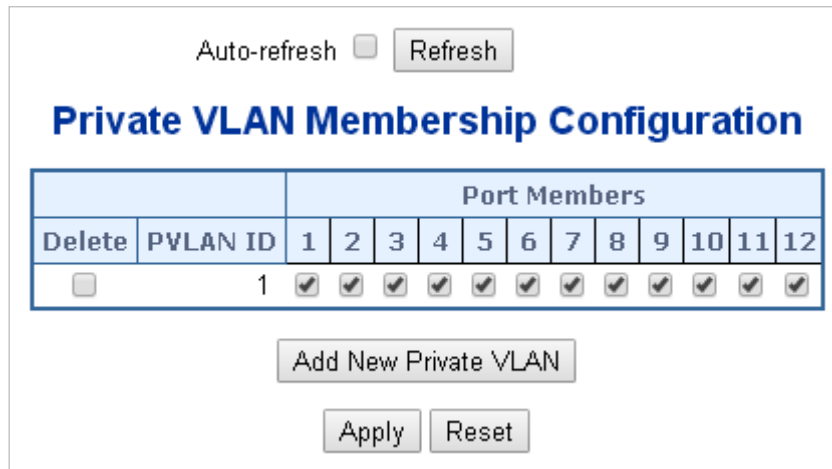 Auto-refresh Refresh
Private VLAN Membership Configuration
Port Members
Delete PVLAN ID 1 2 3 4 5 6 7 8 9 10 11 12
1
Add New Private VLAN
Apply Reset